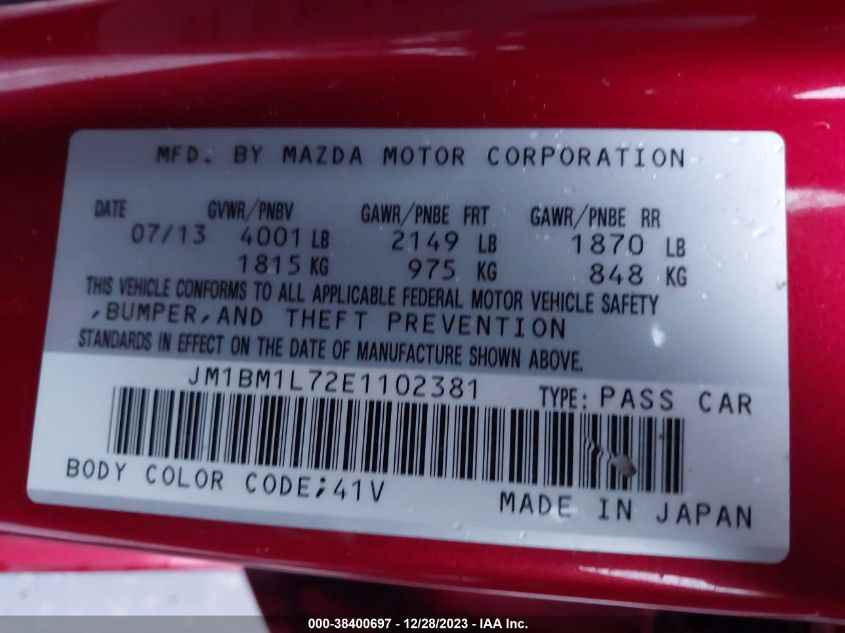 MFD. BY MAZDA MOTOR CORPORATION
DATE GVWR/PNBV GAWR/PNBE FRT GAWR/PNBE RR
07/13 4001 LB 2149 LB 1870 LB
1815 KG 975 KG 848 KG
THIS VEHICLE CONFORMS TO ALL APPLICABLE FEDERAL MOTOR VEHICLE SAFETY
,BUMPER,AND THEFT PREVENTION
STANDARDS IN EFFECT ON THE DATE OF MANUFACTURE SHOWN ABOVE.
JM1BM1L72E1102381 TYPE: PASS CAR
BODY COLOR CODE;41V MADE IN JAPAN
000-38400697 - 12/28/2023 - IAA Inc.